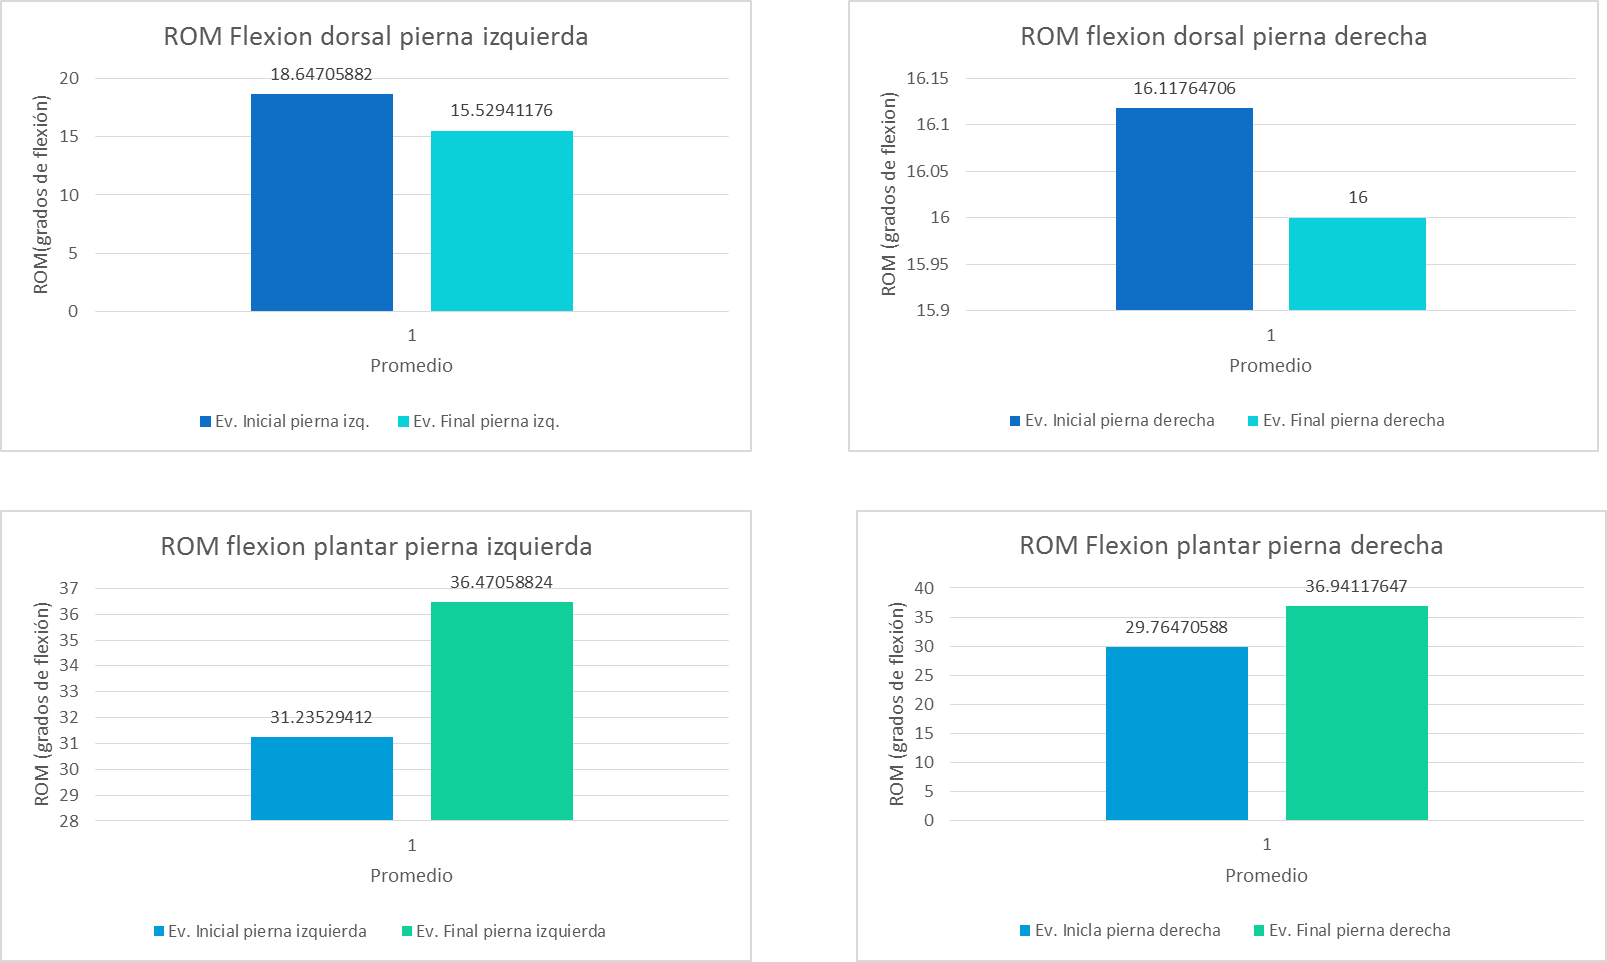 ROM Flexion dorsal pierna izquierda
ROM(grados de flexión)
20
15
10
5
0
18.64705882
15.52941176
1
Promedio
Ev. Inicial pierna izq.
Ev. Final pierna izq.
ROM flexion dorsal pierna derecha
ROM (grados de flexion)
16.15
16.1
16.05
16
15.95
15.9
16.11764706
16
1
Promedio
Ev. Inicial pierna derecha
Ev. Final pierna derecha
ROM flexion plantar pierna izquierda
ROM (grados de flexión)
37
36
35
34
33
32
31
30
29
28
31.23529412
36.47058824
1
Promedio
Ev. Inicial pierna izquierda
Ev. Final pierna izquierda
ROM Flexion plantar pierna derecha
ROM (grados de flexión)
40
35
30
25
20
15
10
5
0
29.76470588
36.94117647
1
Promedio
Ev. Inicla pierna derecha
Ev. Final pierna derecha